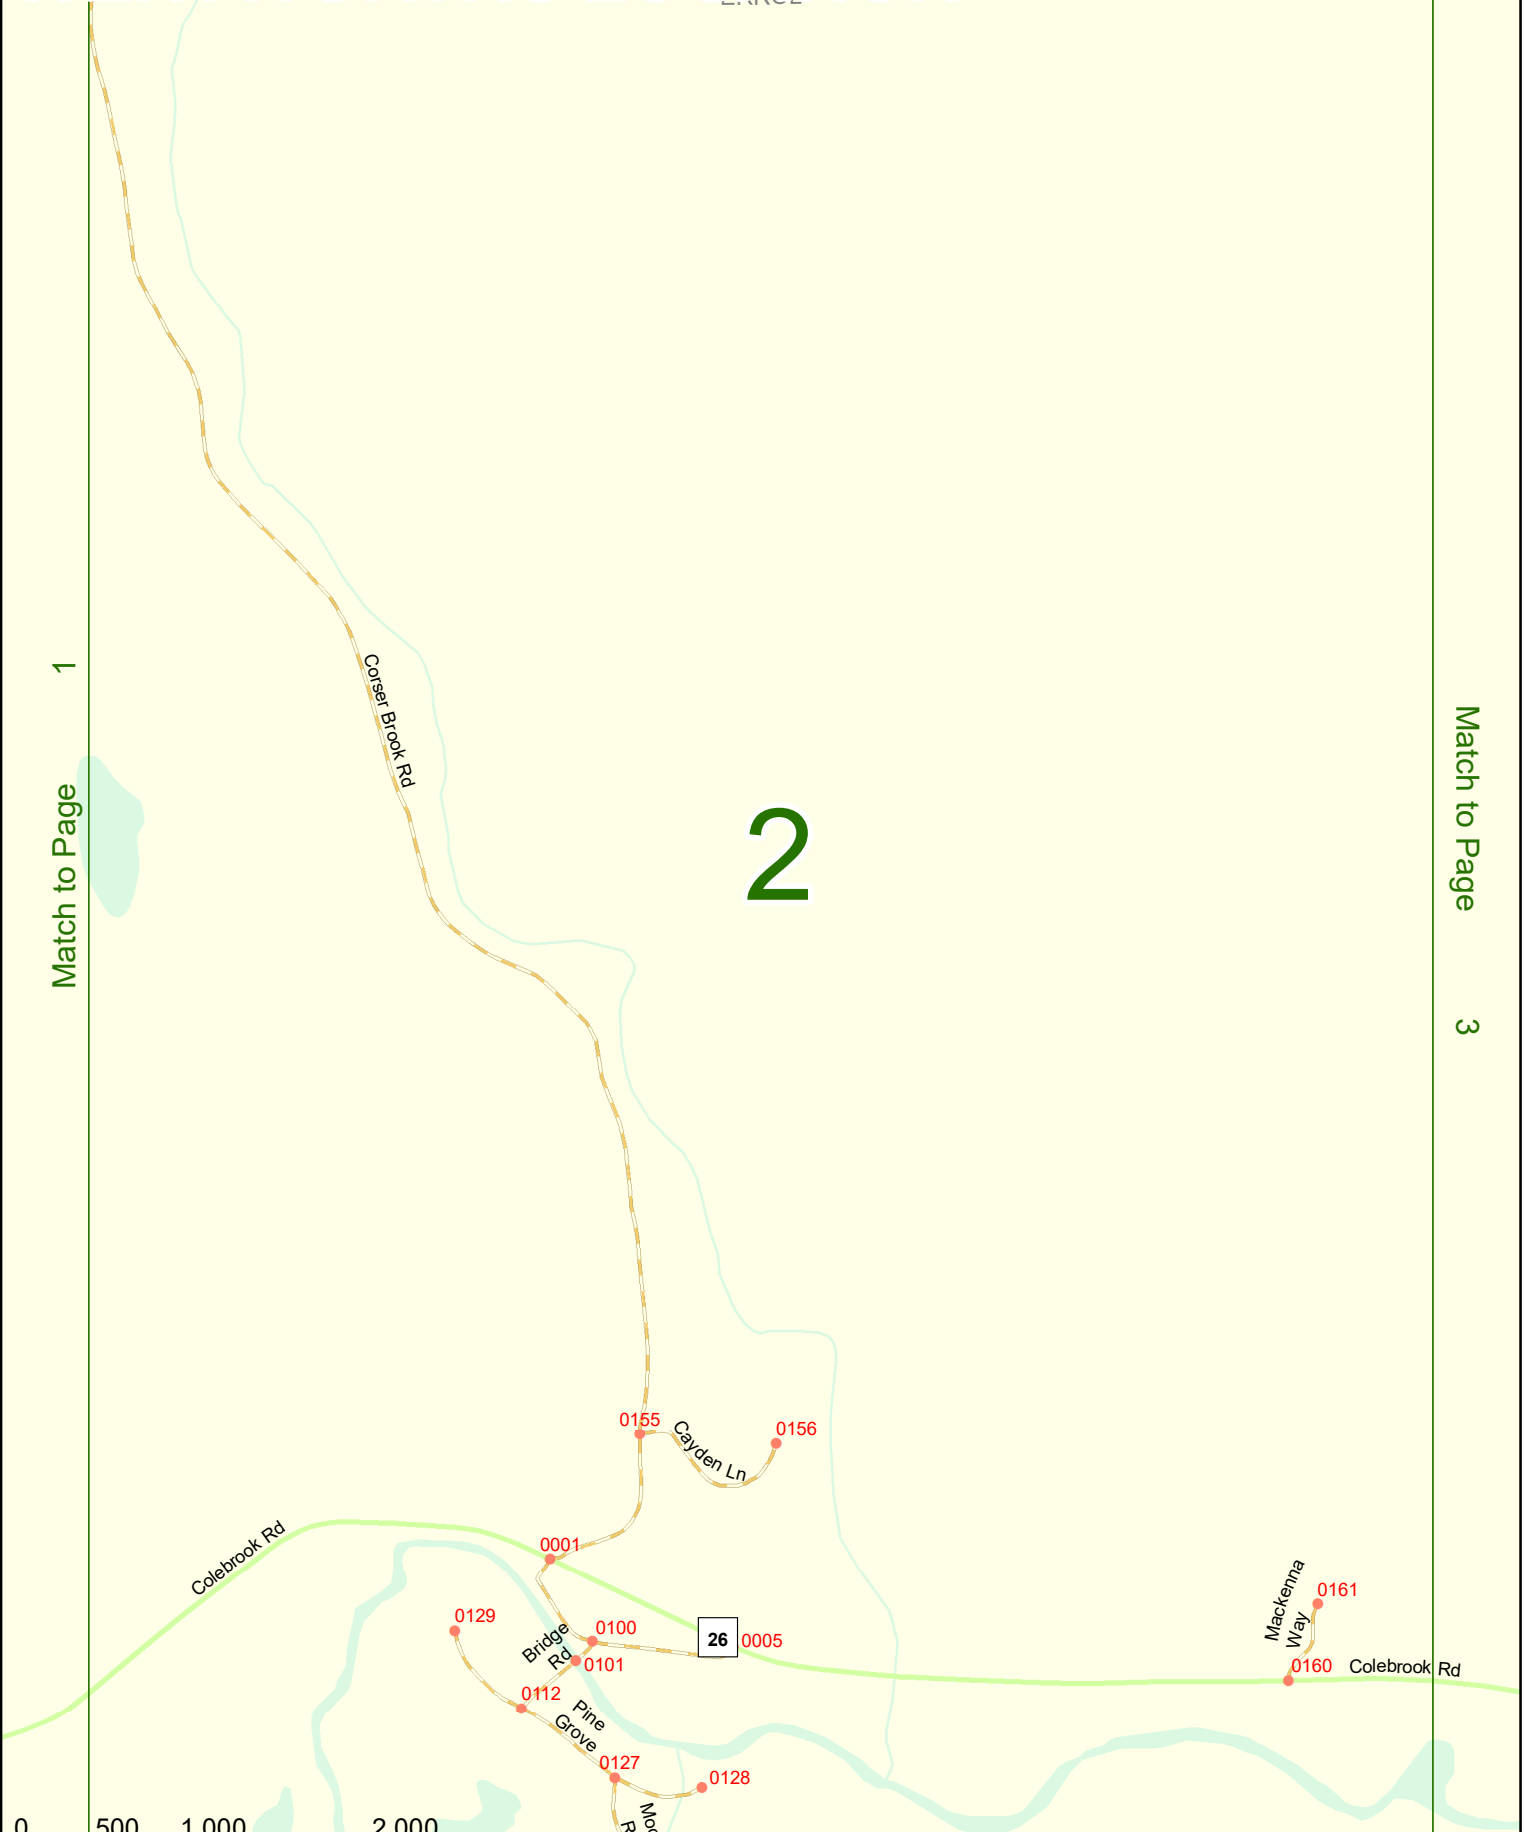 1
Match to Page
Corser Brook Rd
2
Match to Page
3
0155
0156
Cayden Ln
Colebrook Rd
0001
0129
Bridge
Rd
0100
0101
26
0005
Mackenna
Way
0161
0160
Colebrook Rd
0112
Pine
Grove
0127
0128
0 500 1,000 2,000